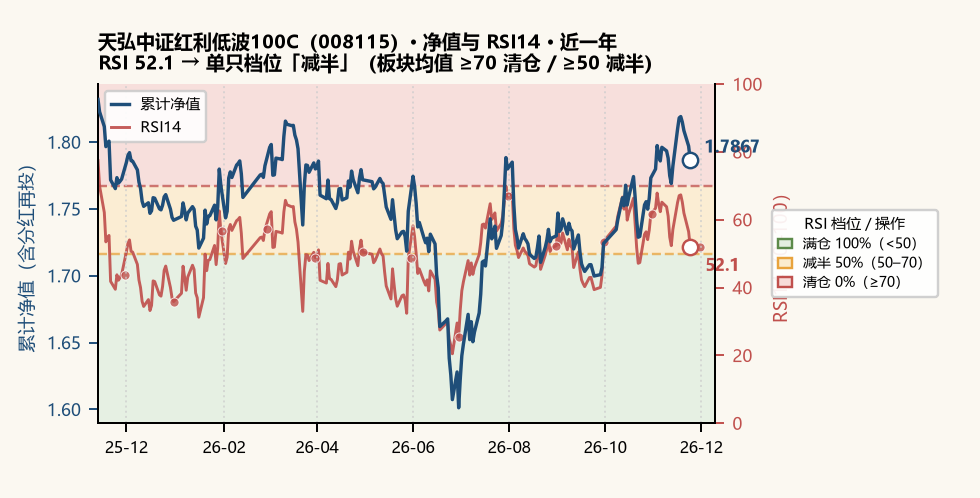 天弘中证红利低波100C（008115）·净值与 RSI14·近一年
RSI 52.1 → 单只档位「减半」（板块均值 ≥70 清仓 / ≥50 减半)
累计净值
RSI14
累计净值（含分红再投）
1.80
1.75
1.70
1.65
1.60
100
80
60
40
20
0
1.7867
52.1
RSI 档位 / 操作
满仓 100%（<50）
减半 50%（50–70）
清仓 0%（≥70）
25-12
26-02
26-04
26-06
26-08
26-10
26-12